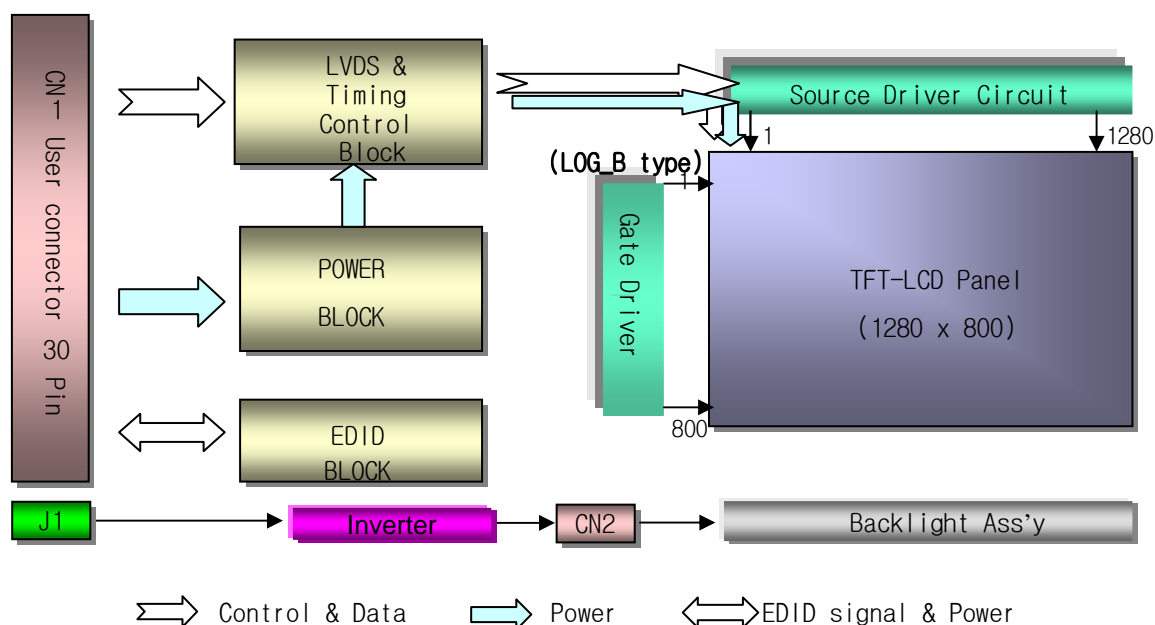 CN1 User connector 30 Pin
LVDS &
Timing
Control
Block
Source Driver Circuit
1
1280
(LOG_B type)
1
Gate Driver
800
TFT-LCD Panel
(1280 x 800)
POWER
BLOCK
EDID
BLOCK
J1
Inverter
CN2
Backlight Ass'y
Control & Data
Power
EDID signal & Power